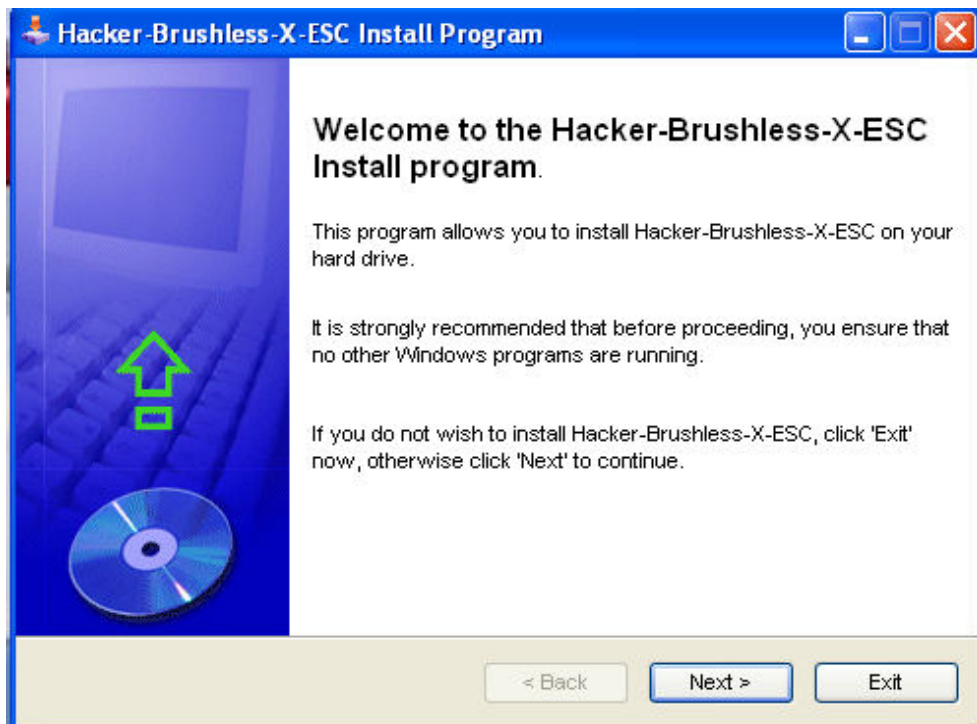 Hacker-Brushless-X-ESC Install Program
Welcome to the Hacker-Brushless-X-ESC
Install program.
This program allows you to install Hacker-Brushless-X-ESC on your
hard drive.
It is strongly recommended that before proceeding, you ensure that
no other Windows programs are running.
If you do not wish to install Hacker-Brushless-X-ESC, click 'Exit'
now, otherwise click 'Next' to continue.
< Back
Next >
Exit